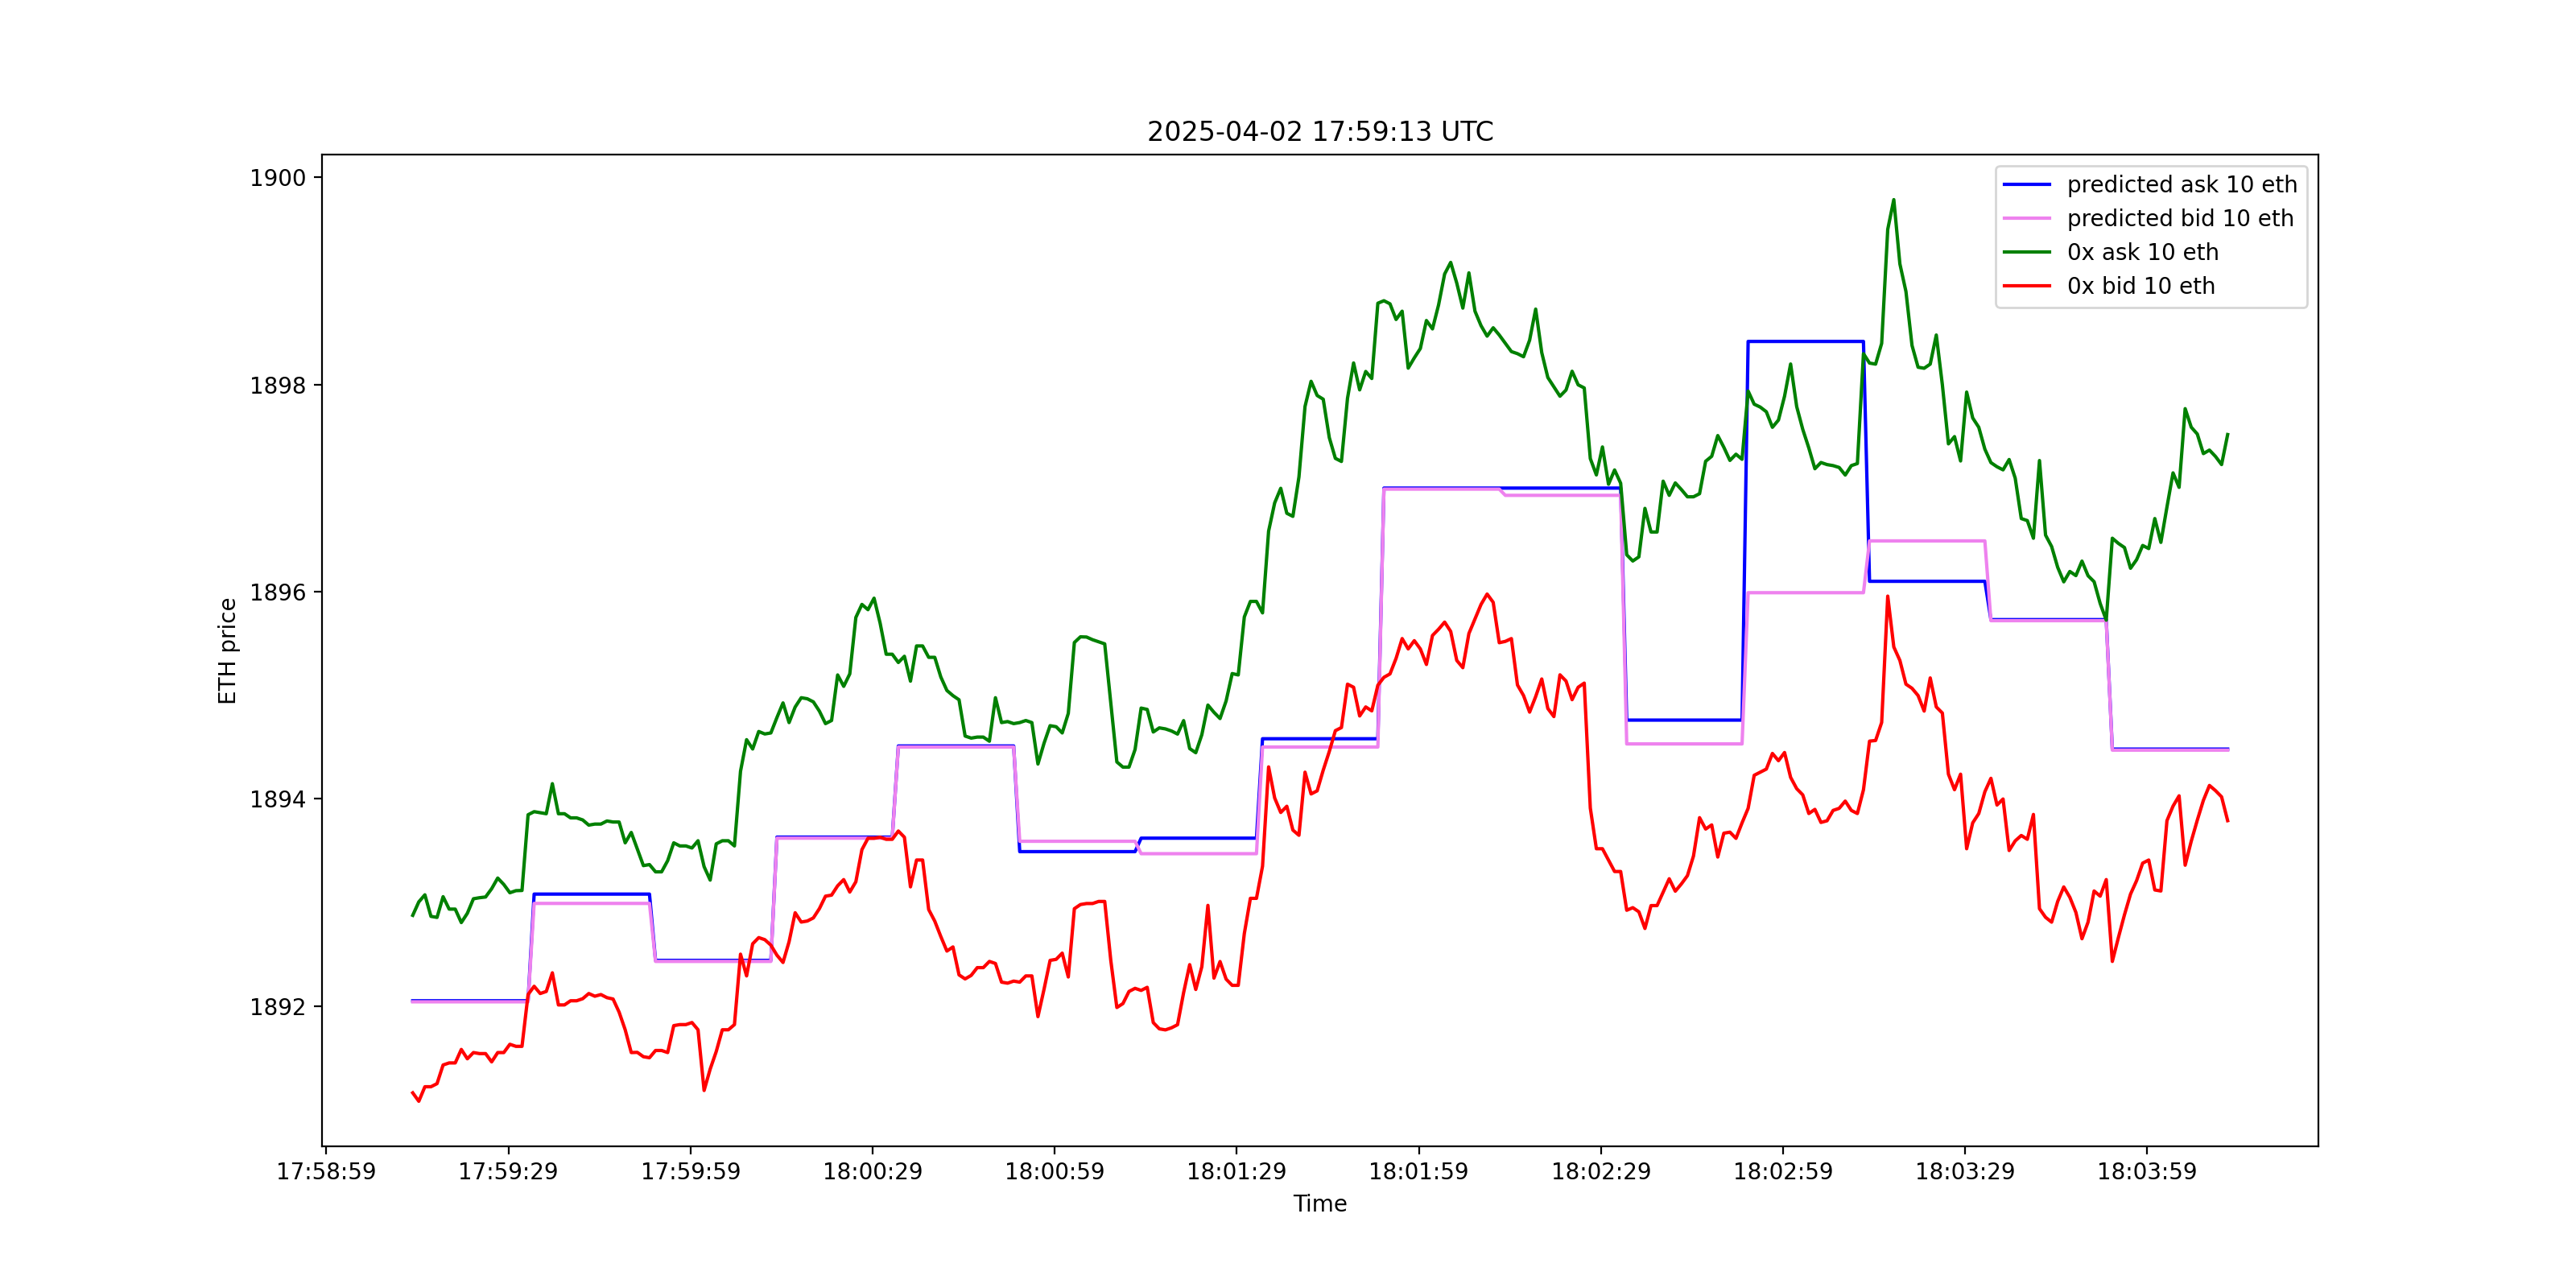 2025-04-02 17:59:13 UTC
predicted ask 10 eth
predicted bid 10 eth
0x ask 10 eth
0x bid 10 eth
ETH price
1900
1898
1896
1894
1892
17:58:59 17:59:29 17:59:59 18:00:29 18:00:59 18:01:29 18:01:59 18:02:29 18:02:59 18:03:29 18:03:59
Time